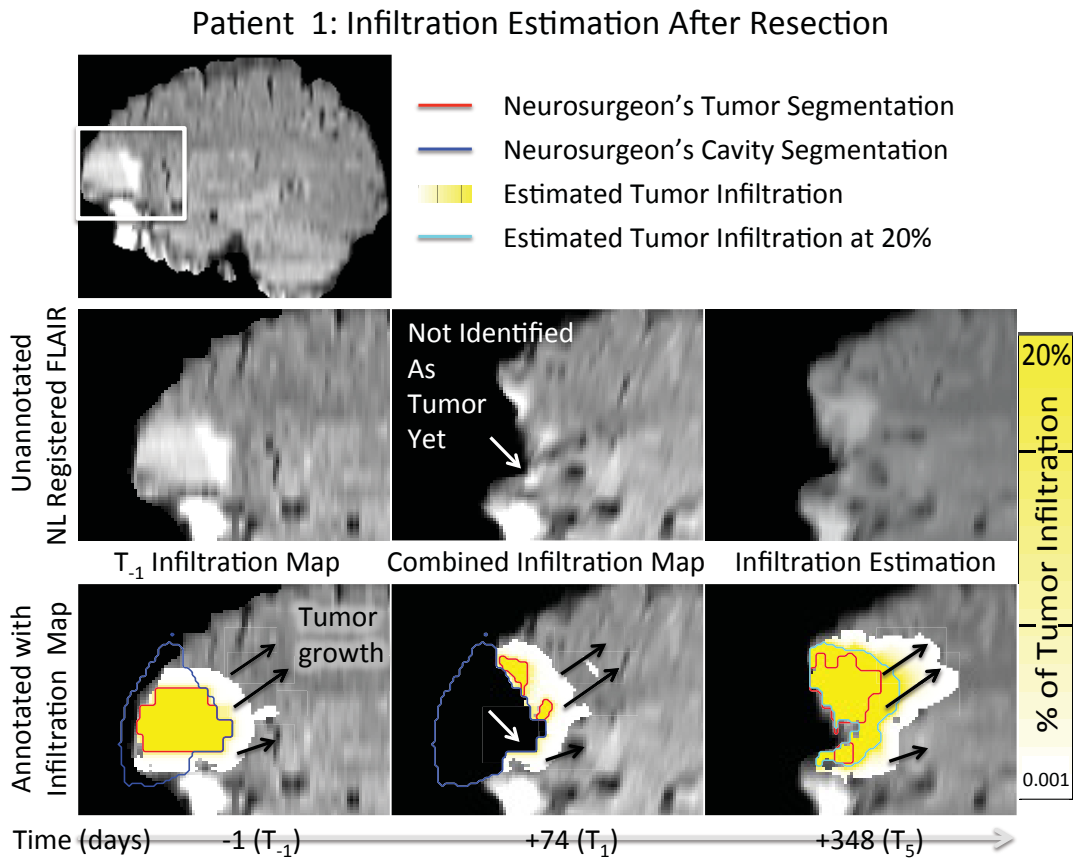 Patient 1: Infiltration Estimation After Resection
Neurosurgeon's Tumor Segmentation
Neurosurgeon's Cavity Segmentation
Estimated Tumor Infiltration
Estimated Tumor Infiltration at 20%
Unannotated
NL Registered FLAIR
Not Identified
As
Tumor
Yet
20%
% of Tumor Infiltration
0.001
T-1 Infiltration Map
Combined Infiltration Map
Infiltration Estimation
Annotated with
Infiltration Map
Tumor
growth
Time (days)
-1 (T-1)
+74 (T1)
+348 (T5)